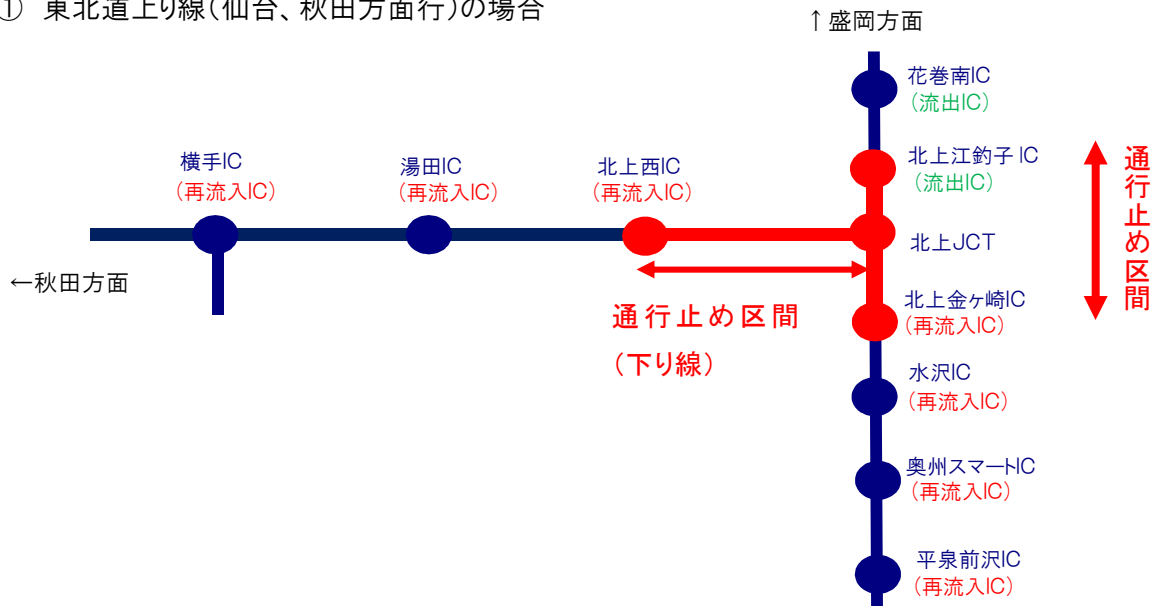 ① 東北道上り線(仙台、秋田方面行)の場合
↑盛岡方面
花巻南IC
(流出IC)
北上江釣子IC
(流出IC)
北上JCT
北上金ヶ崎IC
(再流入IC)
水沢IC
(再流入IC)
奥州スマートIC
(再流入IC)
平泉前沢IC
(再流入IC)
通行止め区間
横手IC
(再流入IC)
湯田IC
(再流入IC)
北上西IC
(再流入IC)
←秋田方面
通行止め区間
(下り線)